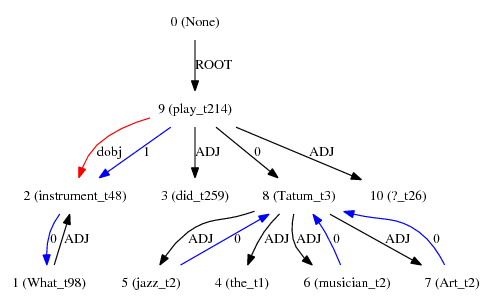 0 (None)
ROOT
9 (play_t214)
dobj 1 ADJ 0 ADJ
2 (instrument_t48) 3 (did_t259) 8 (Tatum_t3) 10 (?_t26)
0 ADJ ADJ 0 ADJ ADJ 0 ADJ 0
1 (What_t98) 5 (jazz_t2) 4 (the_t1) 6 (musician_t2) 7 (Art_t2)